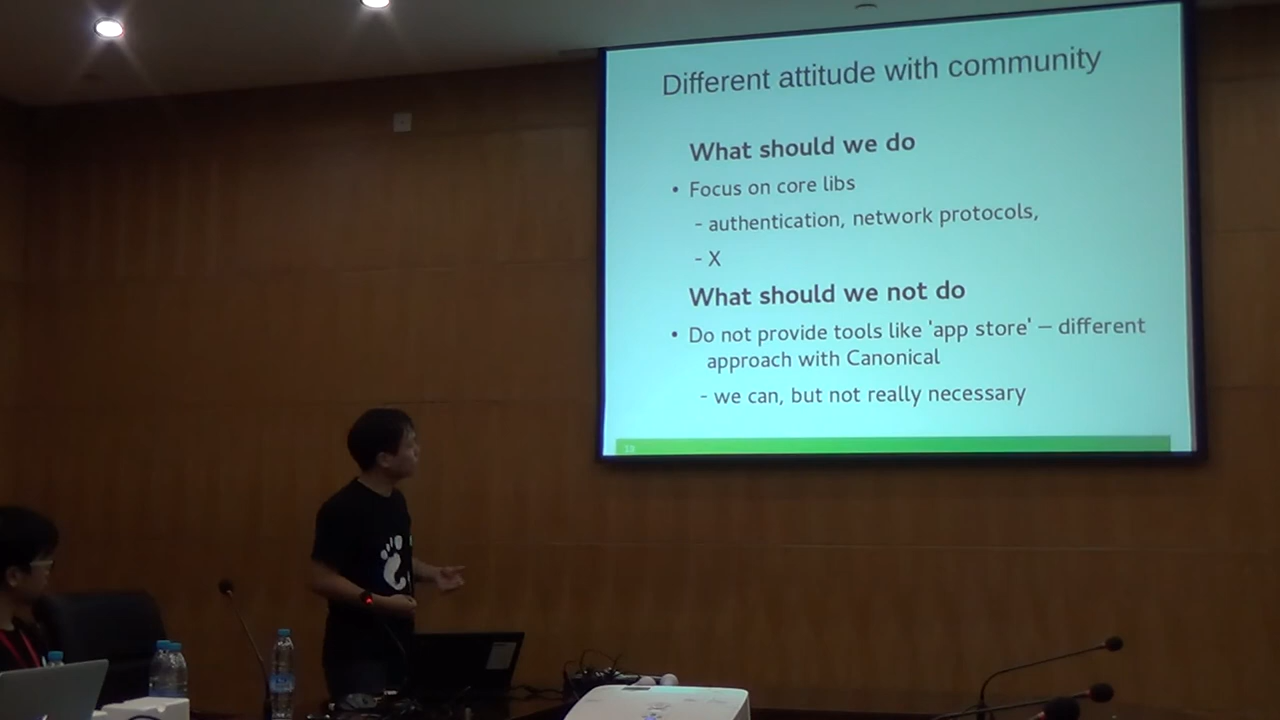 Different attitude with community
What should we do
• Focus on core libs
- authentication, network protocols,
- X
What should we not do
• Do not provide tools like 'app store' – different
approach with Canonical
- we can, but not really necessary
13